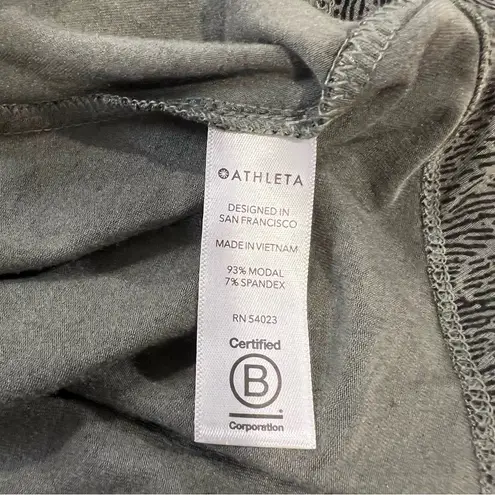 ATHLETA
DESIGNED IN
SAN FRANCISCO
MADE IN VIETNAM
93% MODAL
7% SPANDEX
RN 54023
Certified
B
Corporation